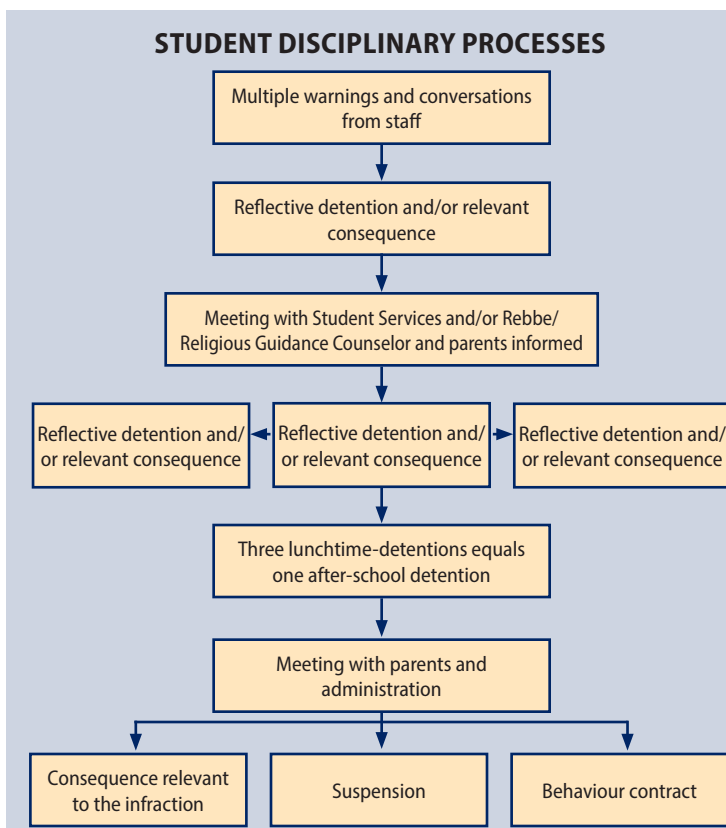 STUDENT DISCIPLINARY PROCESSES
Multiple warnings and conversations
from staff
Reflective detention and/or relevant
consequence
Meeting with Student Services and/or Rebbe/
Religious Guidance Counselor and parents informed
Reflective detention and/
or relevant consequence
Reflective detention and/
or relevant consequence
Reflective detention and/
or relevant consequence
Three lunchtime-detentions equals
one after-school detention
Meeting with parents and
administration
Consequence relevant
to the infraction
Suspension
Behaviour contract